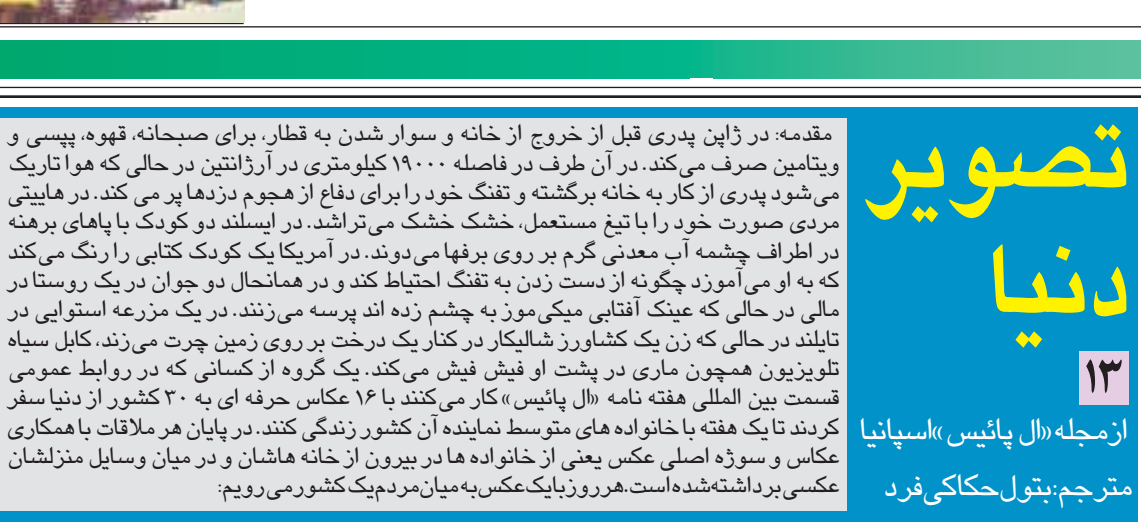 تصویر
دنیا
۱۳
ازمجله «ال پائیس» اسپانیا
مترجم: بتول حکاکی فرد
مقدمه: در ژاپن پدری قبل از خروج از خانه و سوار شدن به قطار، برای صبحانه، قهوه، پپسی و
ویتامین صرف می‌کند. در آن طرف در فاصله ۱۹۰۰۰ کیلومتری در آرژانتین در حالی که هوا تاریک
می‌شود پدری از کار به خانه برگشته و تفنگ خود را برای دفاع از هجوم دزدها پر می کند. در هاییتی
مردی صورت خود را با تیغ مستعمل، خشک خشک می‌تراشد. در ایسلند دو کودک با پاهای برهنه
در اطراف چشمه آب معدنی گرم بر روی برفها می‌دوند. در آمریکا یک کودک کتابی را رنگ می‌کند
که به او می‌آموزد چگونه از دست زدن به تفنگ احتیاط کند و در همانحال دو جوان در یک روستا در
مالی در حالی که عینک آفتابی میکی موز به چشم زده اند پرسه می‌زنند. در یک مزرعه استوایی در
تایلند در حالی که زن یک کشاورز شالیکار در کنار یک درخت بر روی زمین چرت می‌زند، کابل سیاه
تلویزیون همچون ماری در پشت او فیش فیش می‌کند. یک گروه از کسانی که در روابط عمومی
قسمت بین المللی هفته نامه «ال پائیس» کار می‌کنند با ۱۶ عکاس حرفه ای به ۳۰ کشور از دنیا سفر
کردند تا یک هفته با خانواده های متوسط نماینده آن کشور زندگی کنند. در پایان هر ملاقات با همکاری
عکاس و سوژه اصلی عکس یعنی از خانواده ها در بیرون از خانه هاشان و در میان وسایل منزلشان
عکسی برداشته شده است. هر روز با یک عکس به میان مردم یک کشور می رویم: